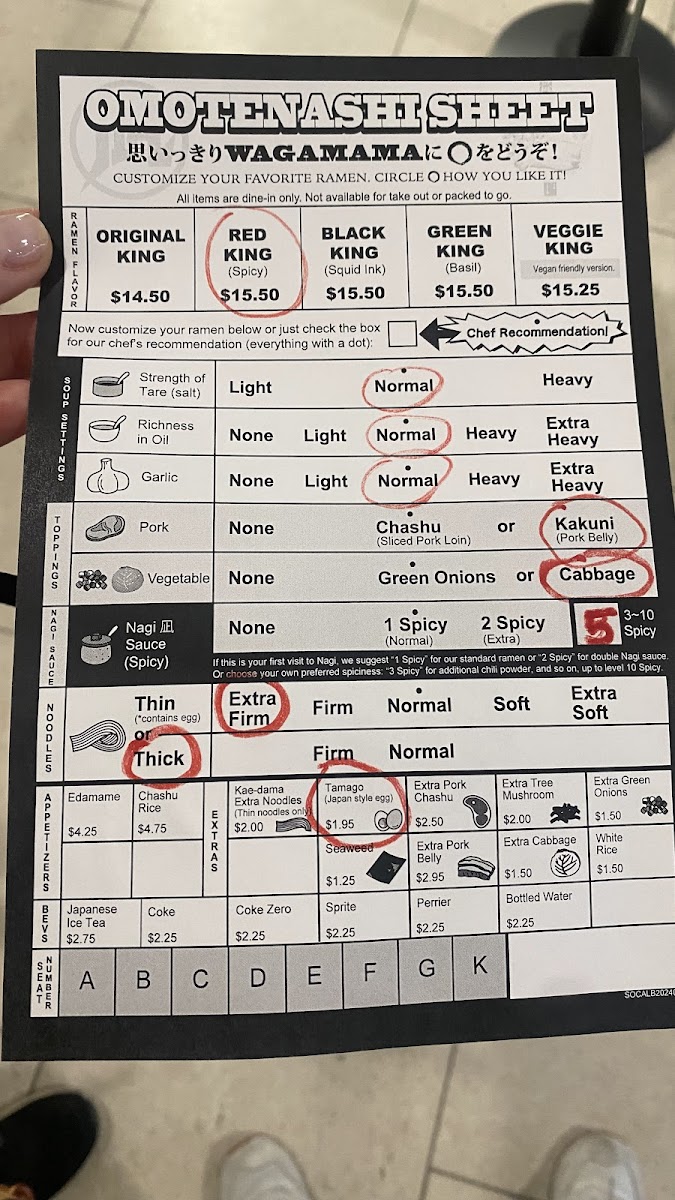 OMOTENASHI SHEET
思いっきりWAGAMAMAに◯をどうぞ!
CUSTOMIZE YOUR FAVORITE RAMEN. CIRCLE ◯ HOW YOU LIKE IT!
All items are dine-in only. Not available for take out or packed to go.
RAMEN FLAVOR
ORIGINAL KING $14.50
RED KING (Spicy) $15.50
BLACK KING (Squid Ink) $15.50
GREEN KING (Basil) $15.50
VEGGIE KING Vegan friendly version. $15.25
Now customize your ramen below or just check the box
for our chef's recommendation (everything with a dot):
Chef Recommendation!
SOUP SETTINGS
Strength of Tare (salt) Light Normal Heavy
Richness in Oil None Light Normal Heavy Extra Heavy
Garlic None Light Normal Heavy Extra Heavy
TOPPINGS
Pork None Chashu (Sliced Pork Loin) or Kakuni (Pork Belly)
Vegetable None Green Onions or Cabbage
NAGI SAUCE
Nagi 凪 Sauce (Spicy) None 1 Spicy (Normal) 2 Spicy (Extra) 5 3~10 Spicy
If this is your first visit to Nagi, we suggest "1 Spicy" for our standard ramen or "2 Spicy" for double Nagi sauce.
Or choose your own preferred spiciness: "3 Spicy" for additional chili powder, and so on, up to level 10 Spicy.
NOODLES
Thin (*contains egg) Extra Firm Firm Normal Soft Extra Soft
or
Thick Firm Normal
APPETIZERS
Edamame $4.25
Chashu Rice $4.75
EXTRAS
Kae-dama Extra Noodles (Thin noodles only) $2.00
Tamago (Japan style egg) $1.95
Extra Pork Chashu $2.50
Extra Tree Mushroom $2.00
Extra Green Onions $1.50
Seaweed $1.25
Extra Pork Belly $2.95
Extra Cabbage $1.50
White Rice $1.50
BEVS
Japanese Ice Tea $2.75
Coke $2.25
Coke Zero $2.25
Sprite $2.25
Perrier $2.25
Bottled Water $2.25
SEAT NUMBER
A B C D E F G K
SOCALB2024